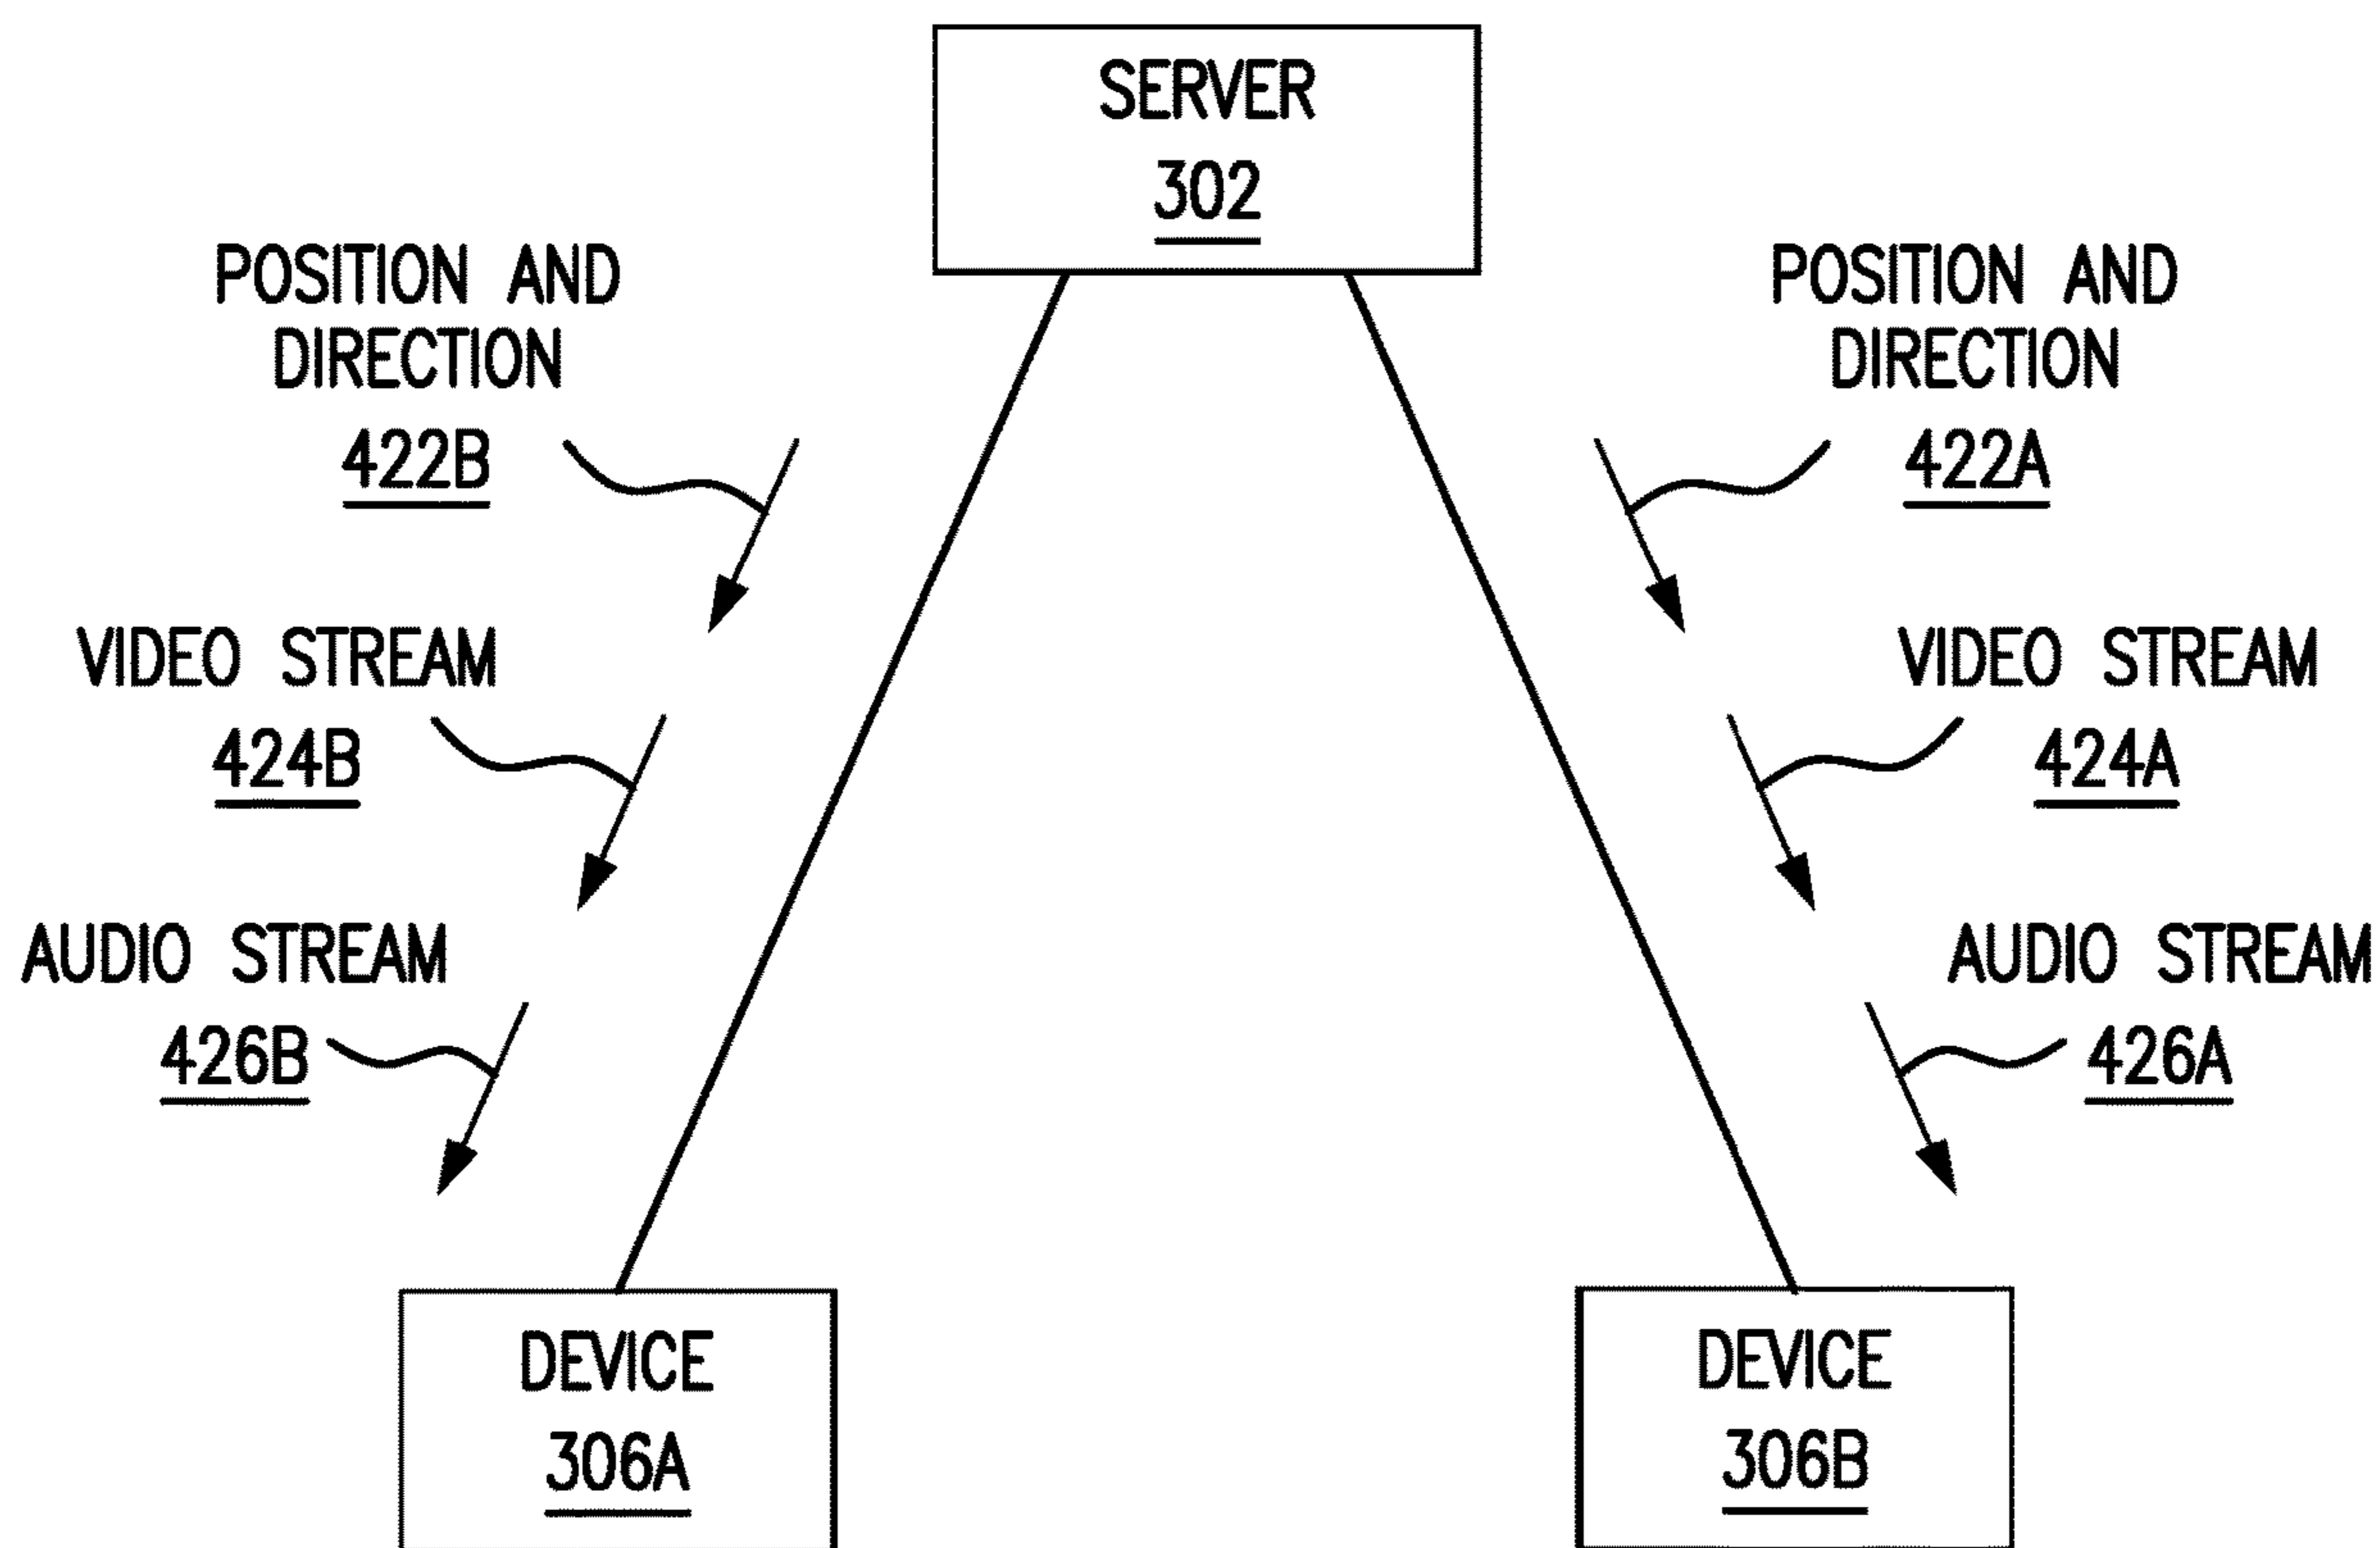 SERVER
302
POSITION AND
DIRECTION
422B
POSITION AND
DIRECTION
422A
VIDEO STREAM
424B
VIDEO STREAM
424A
AUDIO STREAM
426B
AUDIO STREAM
426A
DEVICE
306A
DEVICE
306B